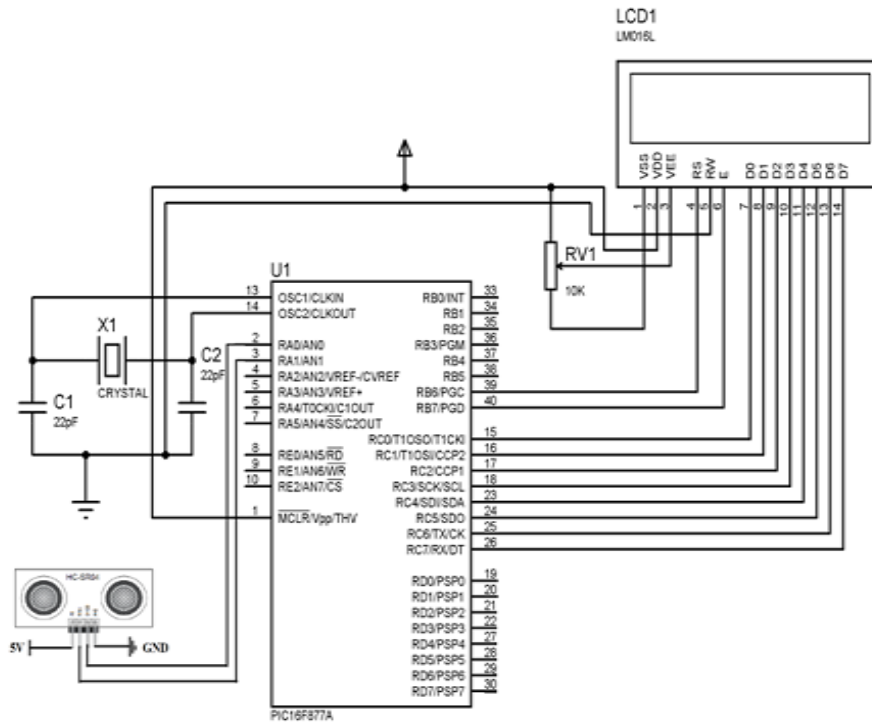 LCD1
LM016L
VSS
VDD
VEE
RS
RW
E
D0
D1
D2
D3
D4
D5
D6
D7
1
2
3
4
5
6
7
8
9
10
11
12
13
14
RV1
10K
U1
13 OSC1/CLKIN RB0/INT 33
14 OSC2/CLKOUT RB1 34
RB2 35
2 RA0/AN0 RB3/PGM 36
3 RA1/AN1 RB4 37
4 RA2/AN2/VREF-/CVREF RB5 38
5 RA3/AN3/VREF+ RB6/PGC 39
6 RA4/T0CKI/C1OUT RB7/PGD 40
7 RA5/AN4/SS/C2OUT
RC0/T1OSO/T1CKI 15
8 RE0/AN5/RD RC1/T1OSI/CCP2 16
9 RE1/AN6/WR RC2/CCP1 17
10 RE2/AN7/CS RC3/SCK/SCL 18
RC4/SDI/SDA 23
1 MCLR/Vpp/THV RC5/SDO 24
RC6/TX/CK 25
RC7/RX/DT 26
RD0/PSP0 19
RD1/PSP1 20
RD2/PSP2 21
RD3/PSP3 22
RD4/PSP4 27
RD5/PSP5 28
RD6/PSP6 29
RD7/PSP7 30
PIC16F877A
X1
CRYSTAL
C1
22pF
C2
22pF
HC-SR04
5V
GND